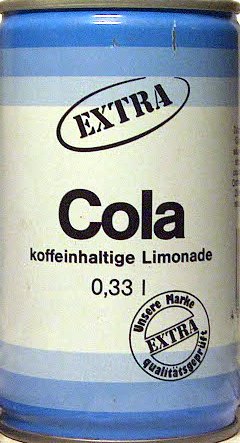 EXTRA
Cola
koffeinhaltige Limonade
0,33 l
Unsere Marke
EXTRA
qualitätsgeprüft